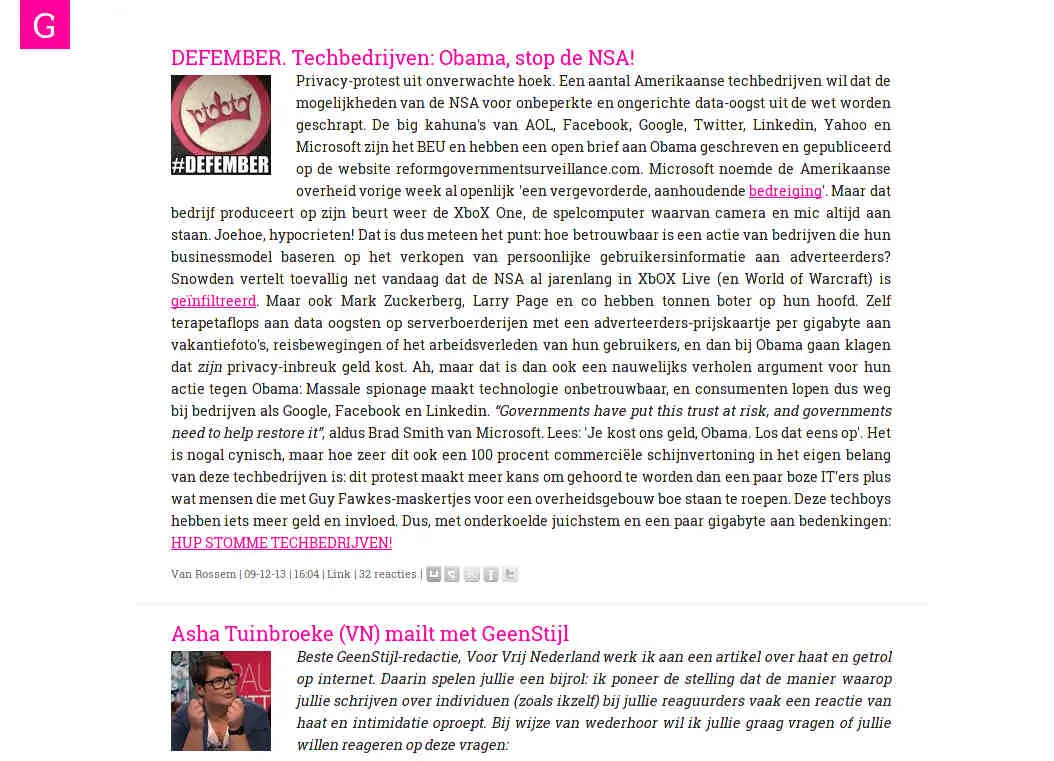 G
DEFEMBER. Techbedrijven: Obama, stop de NSA!
#DEFEMBER
Privacy-protest uit onverwachte hoek. Een aantal Amerikaanse techbedrijven wil dat de
mogelijkheden van de NSA voor onbeperkte en ongerichte data-oogst uit de wet worden
geschrapt. De big kahuna's van AOL, Facebook, Google, Twitter, Linkedin, Yahoo en
Microsoft zijn het BEU en hebben een open brief aan Obama geschreven en gepubliceerd
op de website reformgovernmentsurveillance.com. Microsoft noemde de Amerikaanse
overheid vorige week al openlijk 'een vergevorderde, aanhoudende bedreiging'. Maar dat
bedrijf produceert op zijn beurt weer de XboX One, de spelcomputer waarvan camera en mic altijd aan
staan. Joehoe, hypocrieten! Dat is dus meteen het punt: hoe betrouwbaar is een actie van bedrijven die hun
businessmodel baseren op het verkopen van persoonlijke gebruikersinformatie aan adverteerders?
Snowden vertelt toevallig net vandaag dat de NSA al jarenlang in XbOX Live (en World of Warcraft) is
geïnfiltreerd. Maar ook Mark Zuckerberg, Larry Page en co hebben tonnen boter op hun hoofd. Zelf
terapetaflops aan data oogsten op serverboerderijen met een adverteerders-prijskaartje per gigabyte aan
vakantiefoto's, reisbewegingen of het arbeidsverleden van hun gebruikers, en dan bij Obama gaan klagen
dat zijn privacy-inbreuk geld kost. Ah, maar dat is dan ook een nauwelijks verholen argument voor hun
actie tegen Obama: Massale spionage maakt technologie onbetrouwbaar, en consumenten lopen dus weg
bij bedrijven als Google, Facebook en Linkedin. “Governments have put this trust at risk, and governments
need to help restore it”, aldus Brad Smith van Microsoft. Lees: 'Je kost ons geld, Obama. Los dat eens op'. Het
is nogal cynisch, maar hoe zeer dit ook een 100 procent commerciële schijnvertoning in het eigen belang
van deze techbedrijven is: dit protest maakt meer kans om gehoord te worden dan een paar boze IT'ers plus
wat mensen die met Guy Fawkes-maskertjes voor een overheidsgebouw boe staan te roepen. Deze techboys
hebben iets meer geld en invloed. Dus, met onderkoelde juichstem en een paar gigabyte aan bedenkingen:
HUP STOMME TECHBEDRIJVEN!
Van Rossem | 09-12-13 | 16:04 | Link | 32 reacties |
Asha Tuinbroeke (VN) mailt met GeenStijl
Beste GeenStijl-redactie, Voor Vrij Nederland werk ik aan een artikel over haat en getrol
op internet. Daarin spelen jullie een bijrol: ik poneer de stelling dat de manier waarop
jullie schrijven over individuen (zoals ikzelf) bij jullie reaguurders vaak een reactie van
haat en intimidatie oproept. Bij wijze van wederhoor wil ik jullie graag vragen of jullie
willen reageren op deze vragen: